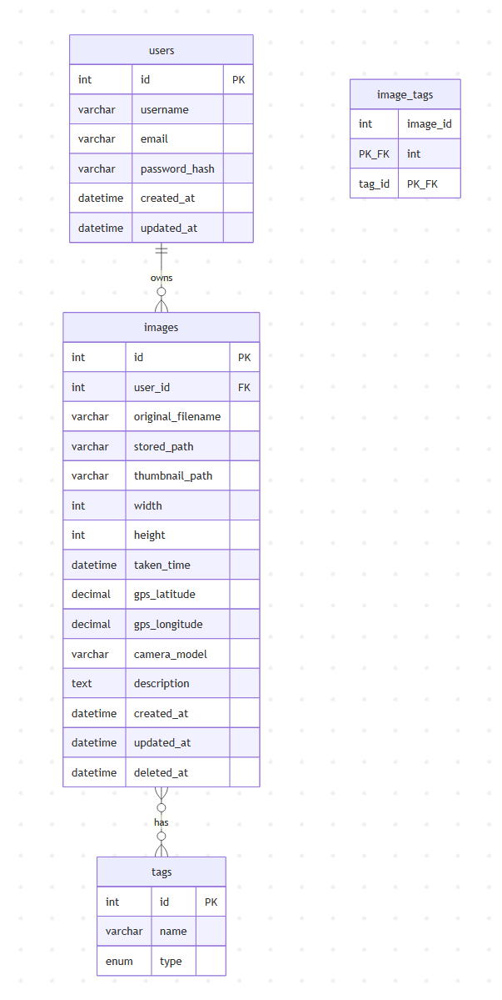 users
int id PK
varchar username
varchar email
varchar password_hash
datetime created_at
datetime updated_at
image_tags
int image_id
PK_FK int
tag_id PK_FK
owns
images
int id PK
int user_id FK
varchar original_filename
varchar stored_path
varchar thumbnail_path
int width
int height
datetime taken_time
decimal gps_latitude
decimal gps_longitude
varchar camera_model
text description
datetime created_at
datetime updated_at
datetime deleted_at
has
tags
int id PK
varchar name
enum type